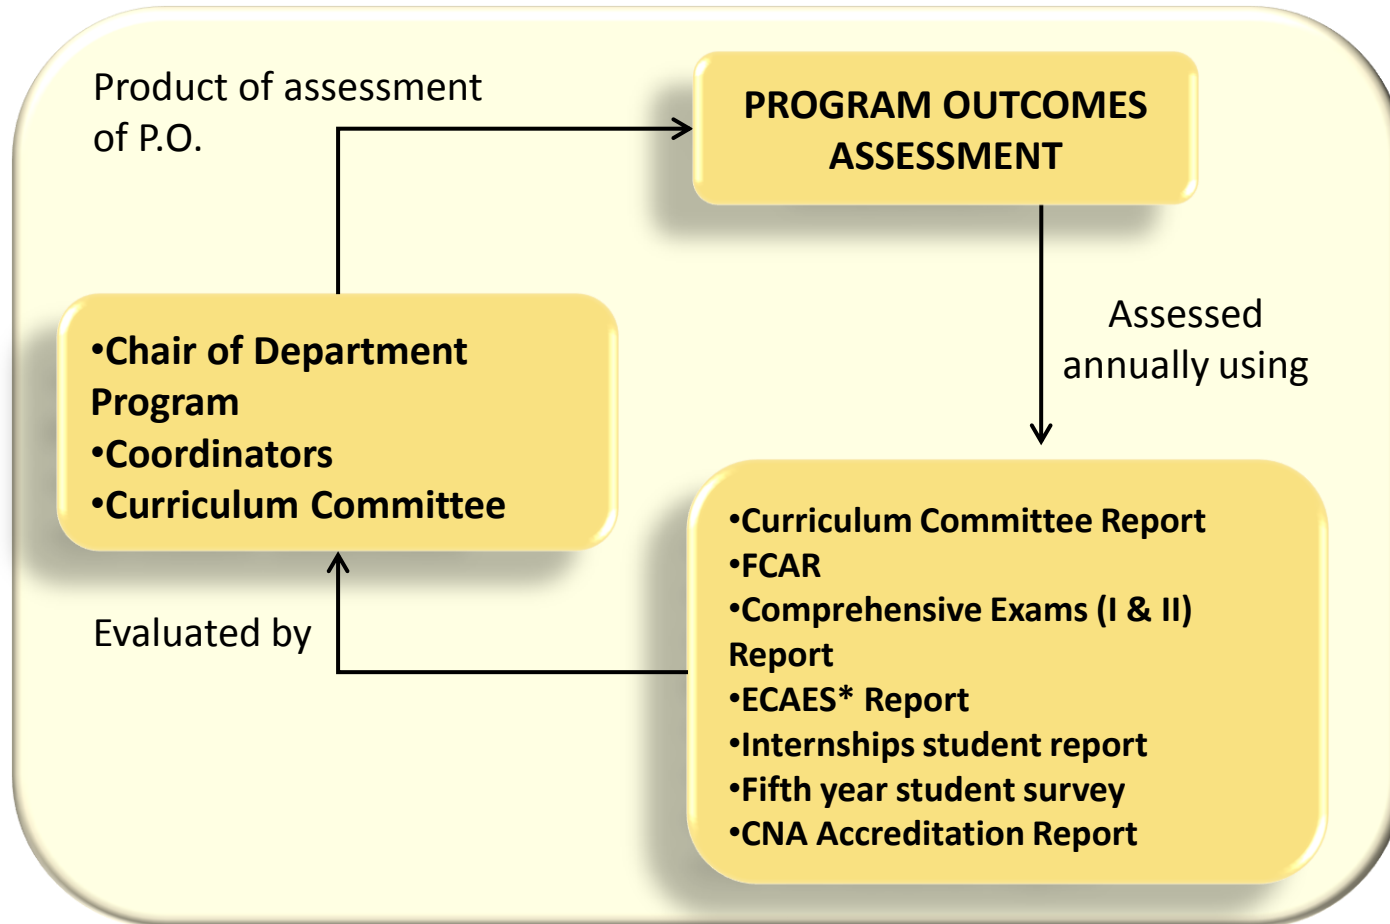 Product of assessment
of P.O.
PROGRAM OUTCOMES
ASSESSMENT
Assessed
annually using
•Chair of Department
Program
•Coordinators
•Curriculum Committee
•Curriculum Committee Report
•FCAR
•Comprehensive Exams (I & II)
Report
•ECAES* Report
•Internships student report
•Fifth year student survey
•CNA Accreditation Report
Evaluated by